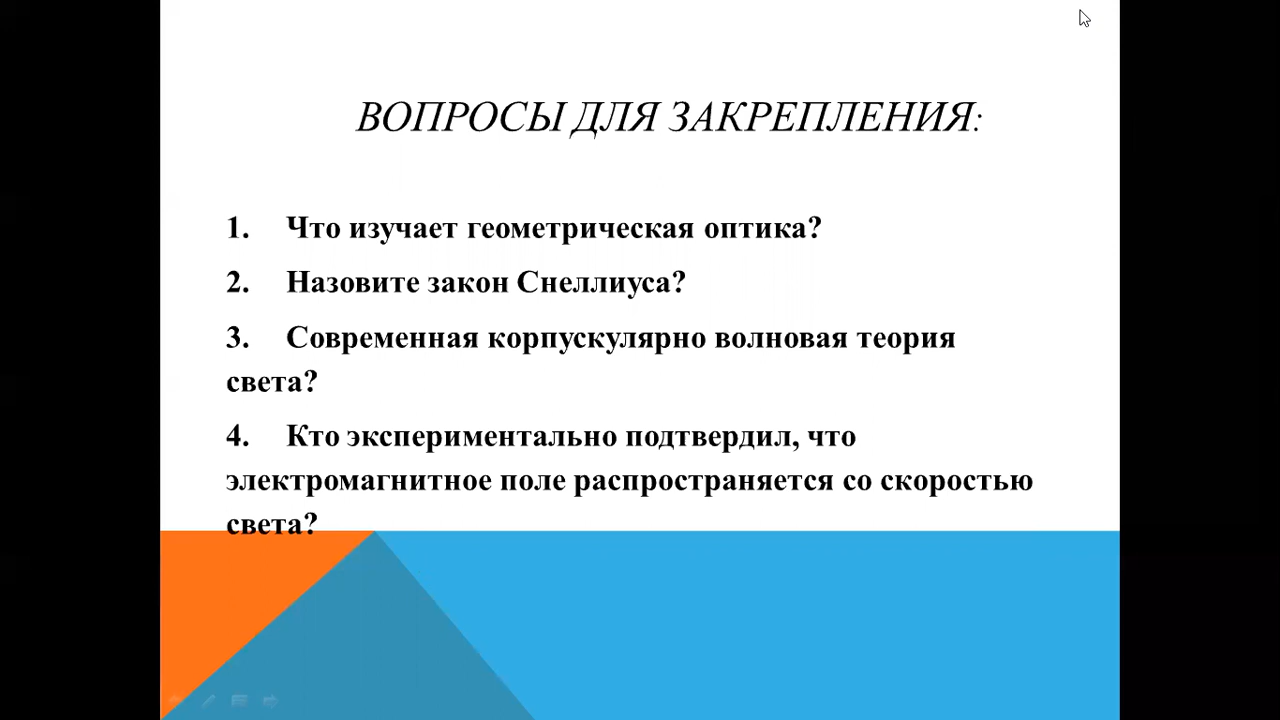 ВОПРОСЫ ДЛЯ ЗАКРЕПЛЕНИЯ:
1. Что изучает геометрическая оптика?
2. Назовите закон Снеллиуса?
3. Современная корпускулярно волновая теория
света?
4. Кто экспериментально подтвердил, что
электромагнитное поле распространяется со скоростью
света?